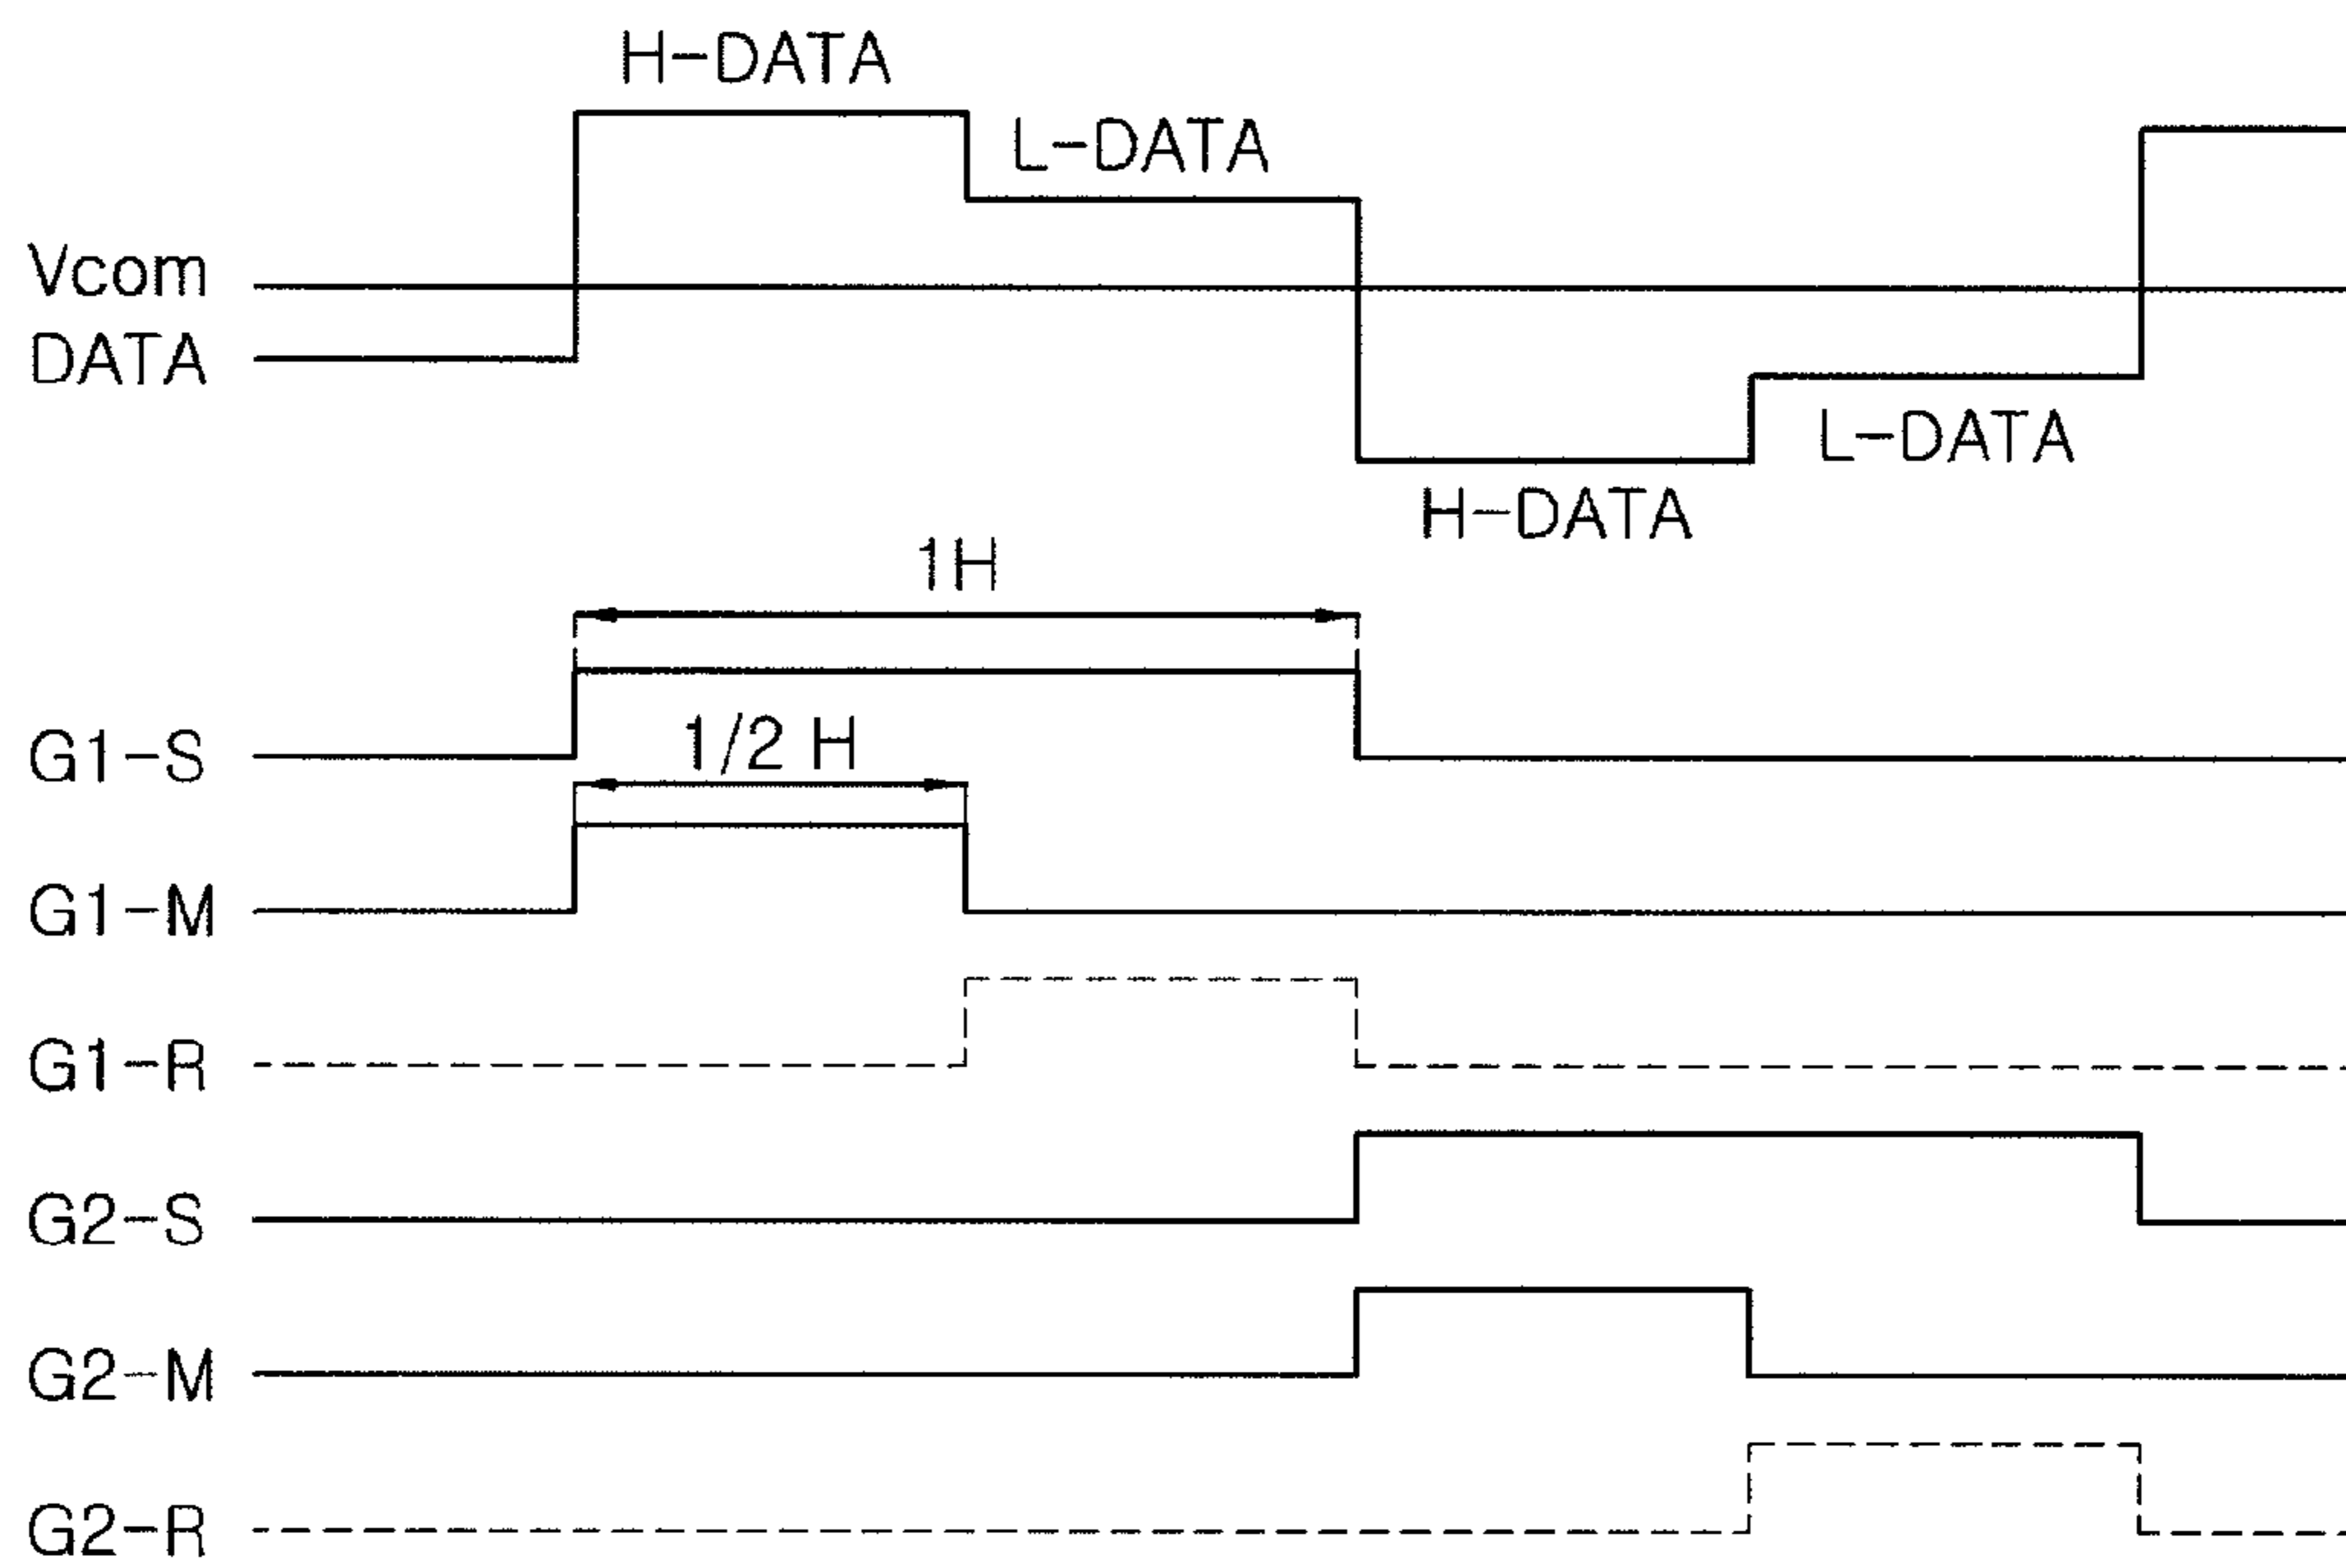 H-DATA
L-DATA
Vcom
DATA
L-DATA
H-DATA
1H
G1-S
1/2 H
G1-M
G1-R
G2-S
G2-M
G2-R